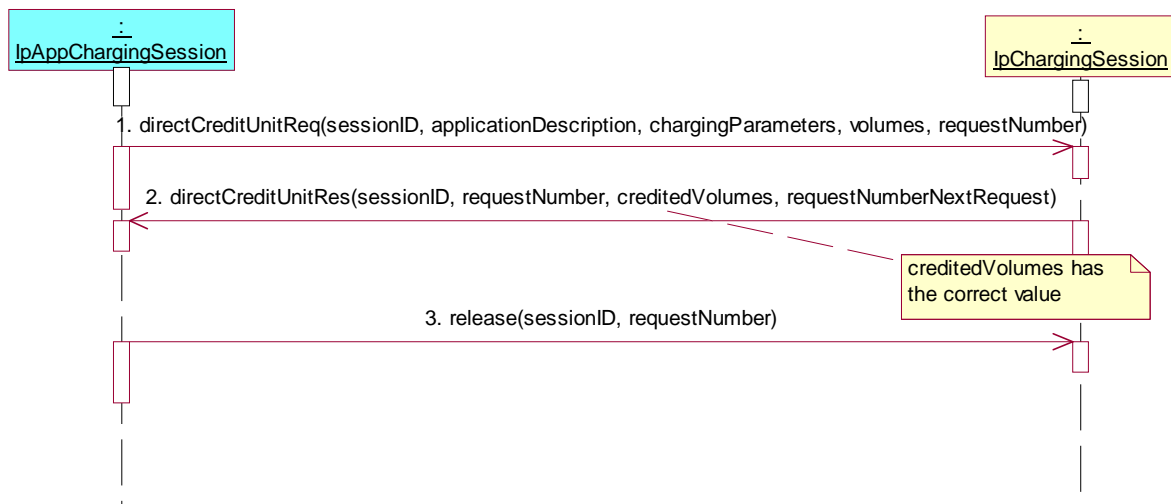 :
IpAppChargingSession
:
IpChargingSession
1. directCreditUnitReq(sessionID, applicationDescription, chargingParameters, volumes, requestNumber)
2. directCreditUnitRes(sessionID, requestNumber, creditedVolumes, requestNumberNextRequest)
creditedVolumes has
the correct value
3. release(sessionID, requestNumber)